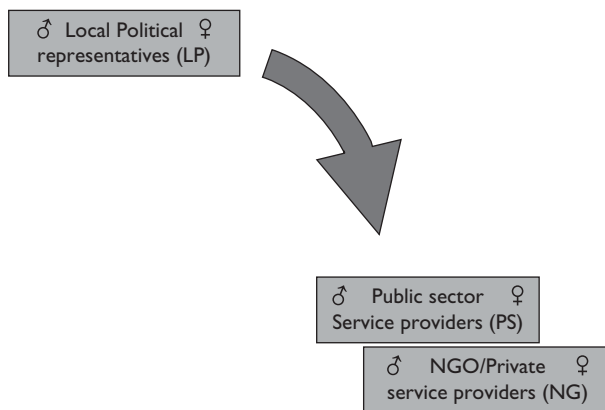 ♂ Local Political ♀
representatives (LP)
♂ Public sector ♀
Service providers (PS)
♂ NGO/Private ♀
service providers (NG)